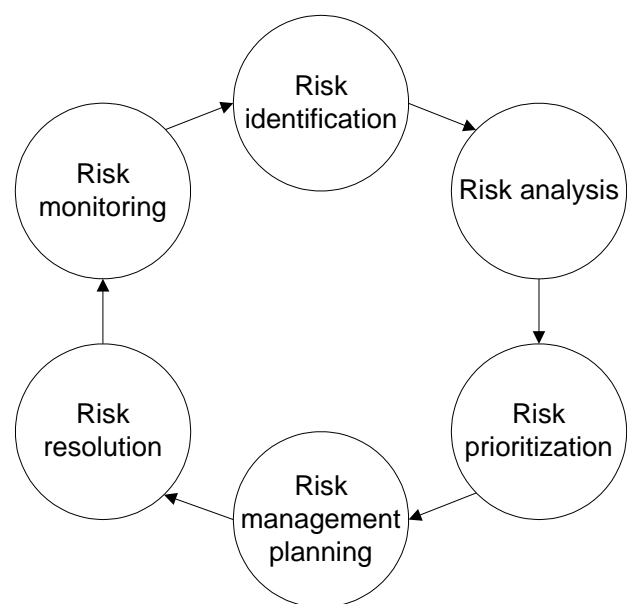 Risk
identification
Risk analysis
Risk
prioritization
Risk
management
planning
Risk
resolution
Risk
monitoring